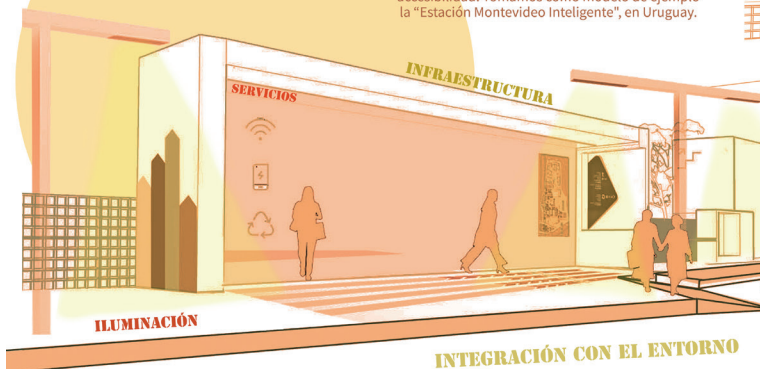 la “Estación Montevideo Inteligente”, en Uruguay.
INFRAESTRUCTURA
SERVICIOS
ILUMINACIÓN
INTEGRACIÓN CON EL ENTORNO